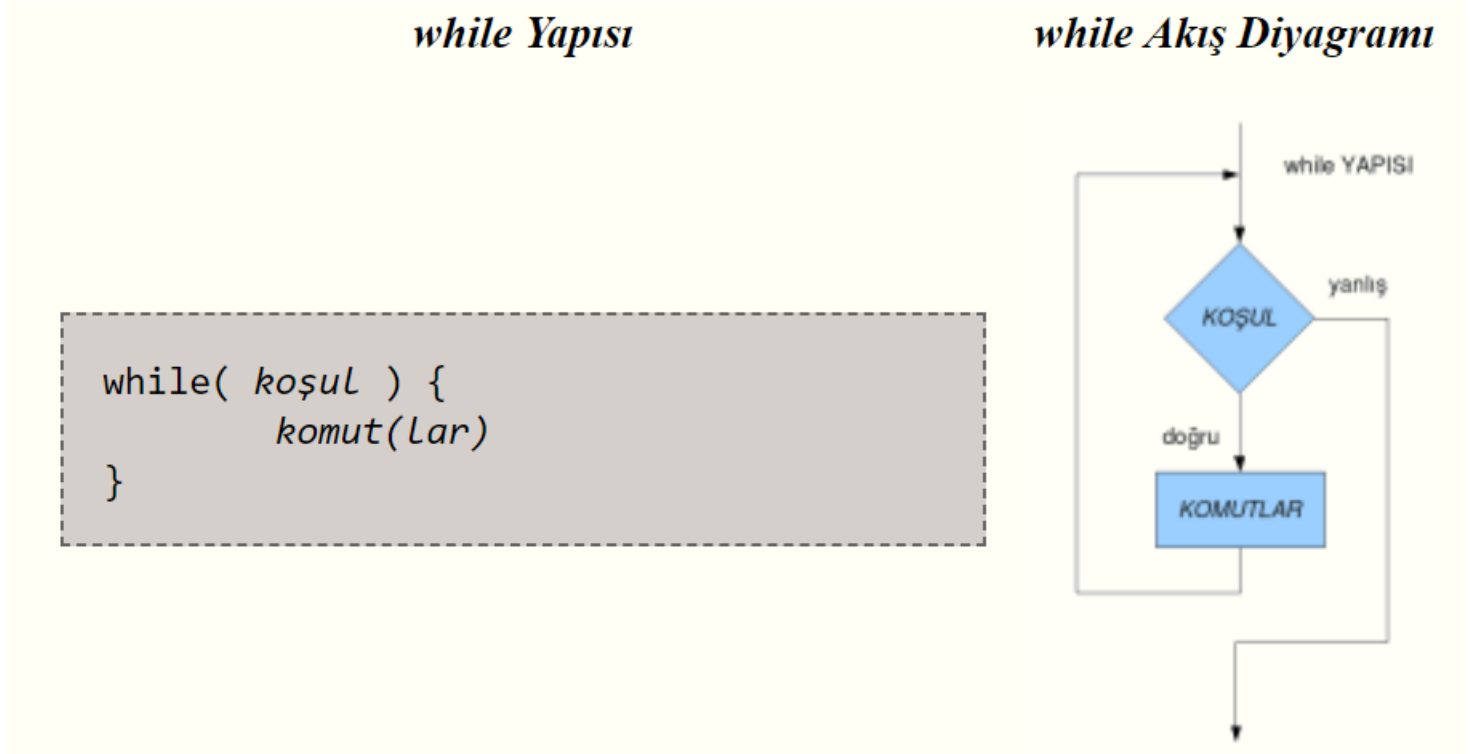 while Yapısı
while Akış Diyagramı
while( koşul ) {
komut(lar)
}
while YAPISI
KOŞUL
yanlış
doğru
KOMUTLAR